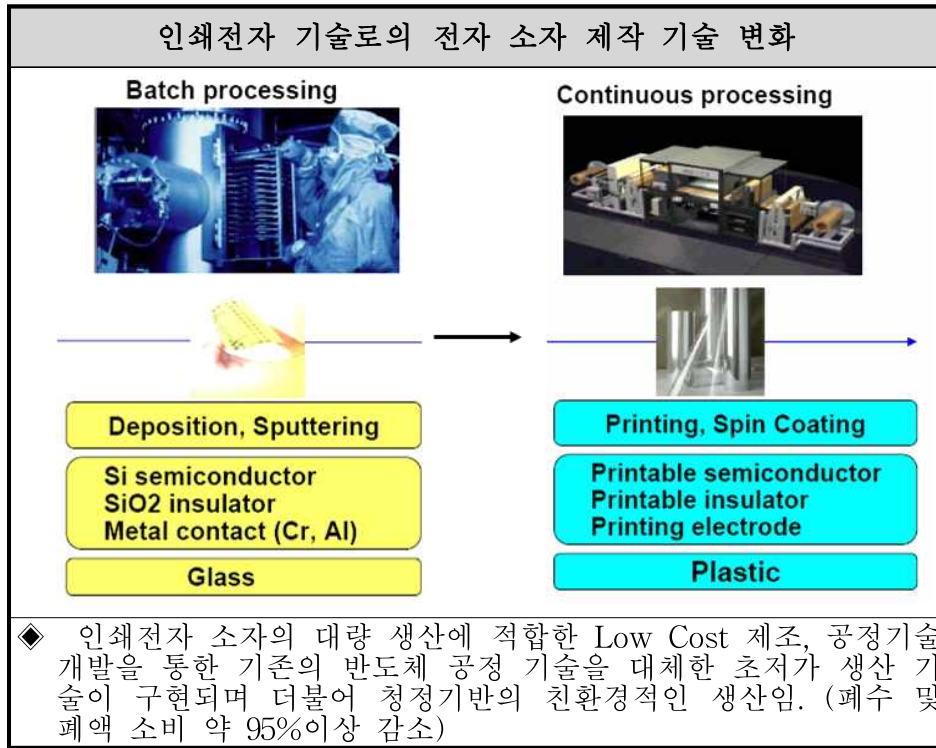 인쇄전자 기술로의 전자 소자 제작 기술 변화
Batch processing
Continuous processing
Deposition, Sputtering
Si semiconductor
SiO2 insulator
Metal contact (Cr, Al)
Glass
Printing, Spin Coating
Printable semiconductor
Printable insulator
Printing electrode
Plastic
◈ 인쇄전자 소자의 대량 생산에 적합한 Low Cost 제조, 공정기술
개발을 통한 기존의 반도체 공정 기술을 대체한 초저가 생산 기
술이 구현되며 더불어 청정기반의 친환경적인 생산임. (폐수 및
폐액 소비 약 95%이상 감소)